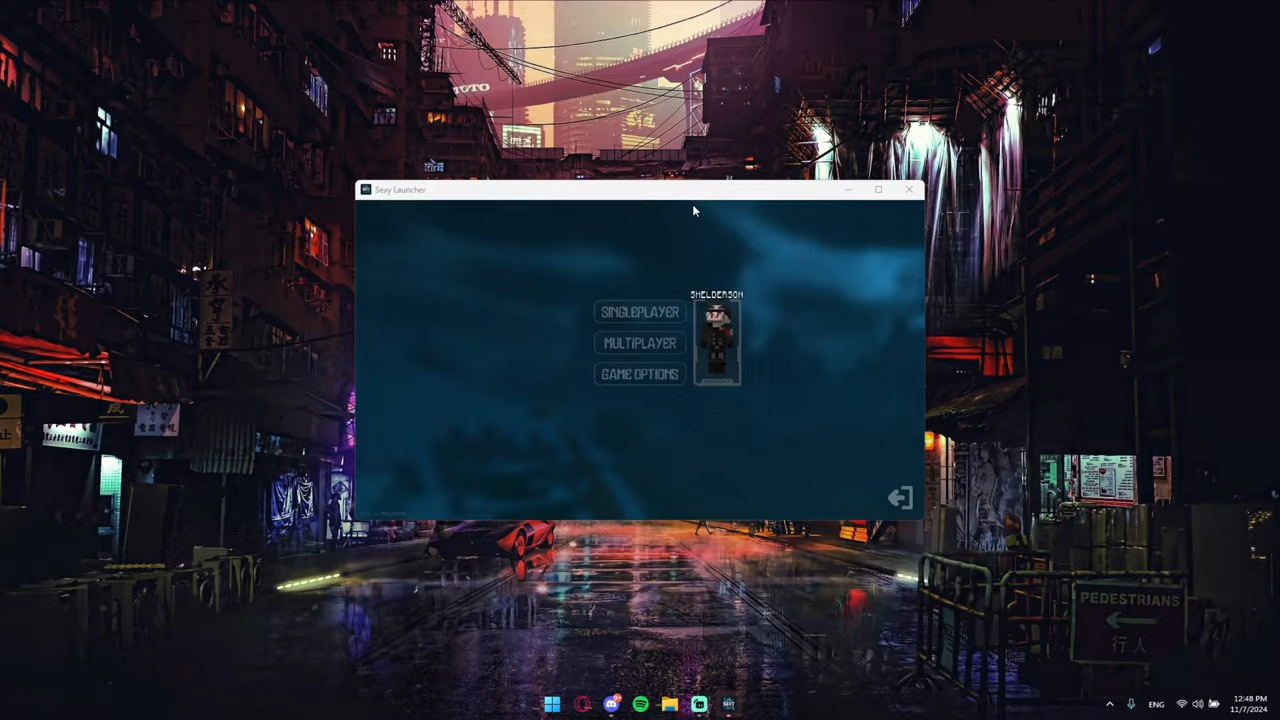 TOTO
Sexy Launcher
SHELDERSON
SINGLEPLAYER
MULTIPLAYER
GAME OPTIONS
PEDESTRIANS
行人
ENG
12:48 PM
11/7/2024